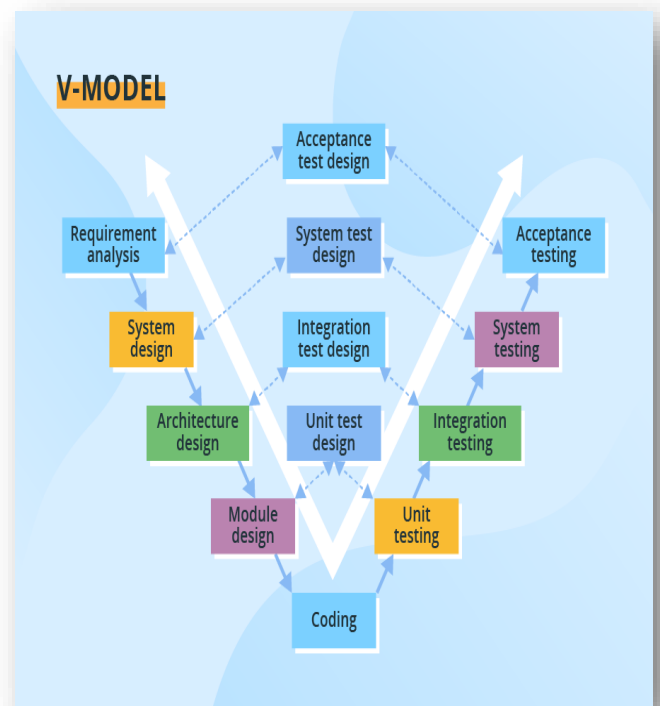 V-MODEL
Acceptance
test design
Requirement
analysis
System test
design
Acceptance
testing
System
design
Integration
test design
System
testing
Architecture
design
Unit test
design
Integration
testing
Module
design
Unit
testing
Coding